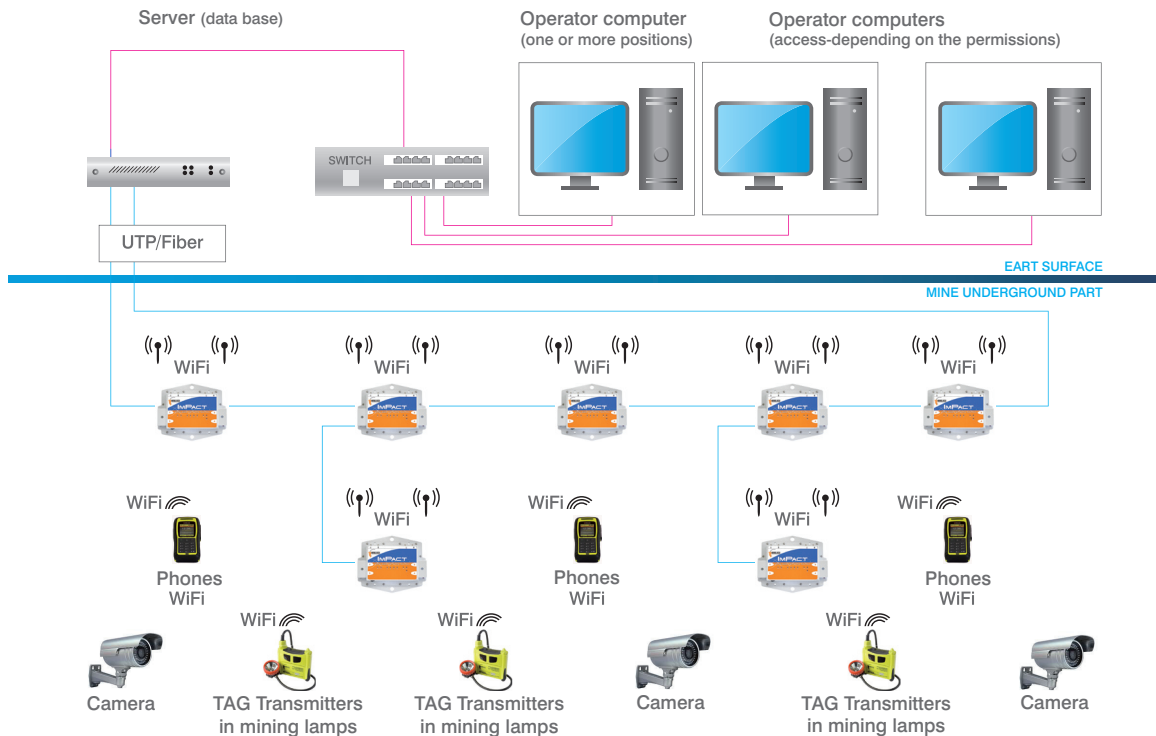 Server (data base)
Operator computer
(one or more positions)
Operator computers
(access-depending on the permissions)
SWITCH
UTP/Fiber
EART SURFACE
MINE UNDERGROUND PART
WiFi
WiFi
WiFi
WiFi
WiFi
IMPACT
IMPACT
IMPACT
IMPACT
IMPACT
WiFi
WiFi
WiFi
WiFi
WiFi
IMPACT
IMPACT
Phones
WiFi
Phones
WiFi
Phones
WiFi
WiFi
WiFi
WiFi
Camera
TAG Transmitters
in mining lamps
TAG Transmitters
in mining lamps
Camera
TAG Transmitters
in mining lamps
Camera